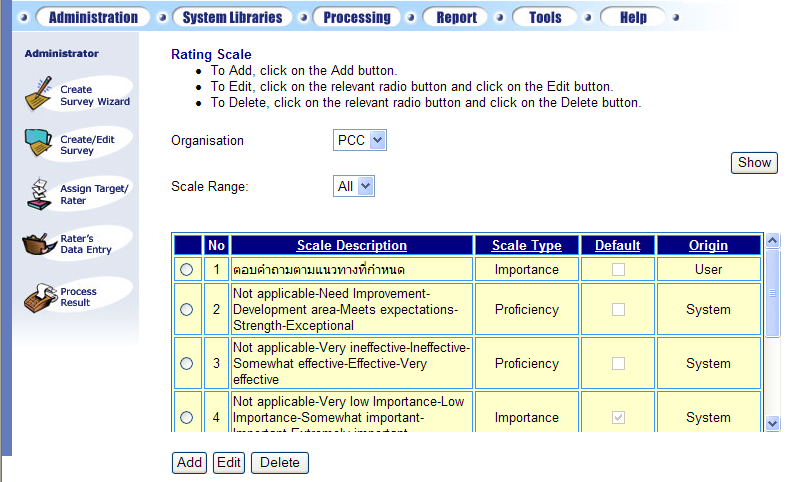 Administration System Libraries Processing Report Tools Help
Administrator
Create
Survey Wizard
Create/Edit
Survey
Assign Target/
Rater
Rater's
Data Entry
Process
Result
Rating Scale
To Add, click on the Add button.
To Edit, click on the relevant radio button and click on the Edit button.
To Delete, click on the relevant radio button and click on the Delete button.
Organisation PCC
Show
Scale Range: All
No Scale Description Scale Type Default Origin
1 ตอบคำถามตามแนวทางที่กำหนด Importance User
Not applicable-Need Improvement-
2 Development area-Meets expectations- Proficiency System
Strength-Exceptional
Not applicable-Very ineffective-Ineffective-
3 Somewhat effective-Effective-Very Proficiency System
effective
Not applicable-Very low Importance-Low
4 Importance-Somewhat important- Importance System
Important-Extremely important
Add Edit Delete